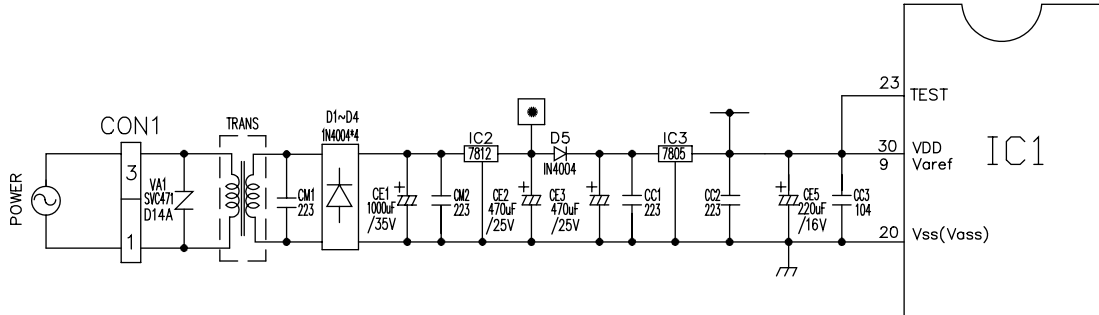 23
TEST
CON1
TRANS
D1~D4
1N4004*4
IC2
7812
D5
1N4004
IC3
7805
30
VDD
9
Varef
IC1
POWER
3
1
VA1
SVC471
D14A
CM1
223
CE1
1000uF
/35V
CM2
223
CE2
470uF
/25V
CE3
470uF
/25V
CC1
223
CC2
223
CE5
220uF
/16V
CC3
104
20
Vss(Vass)
+
+
+
+